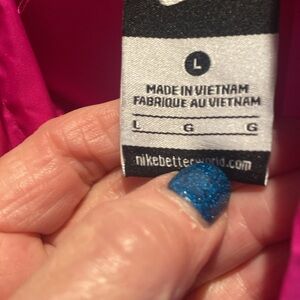 L
MADE IN VIETNAM
FABRIQUE AU VIETNAM
L G G
nikebetterworld.com